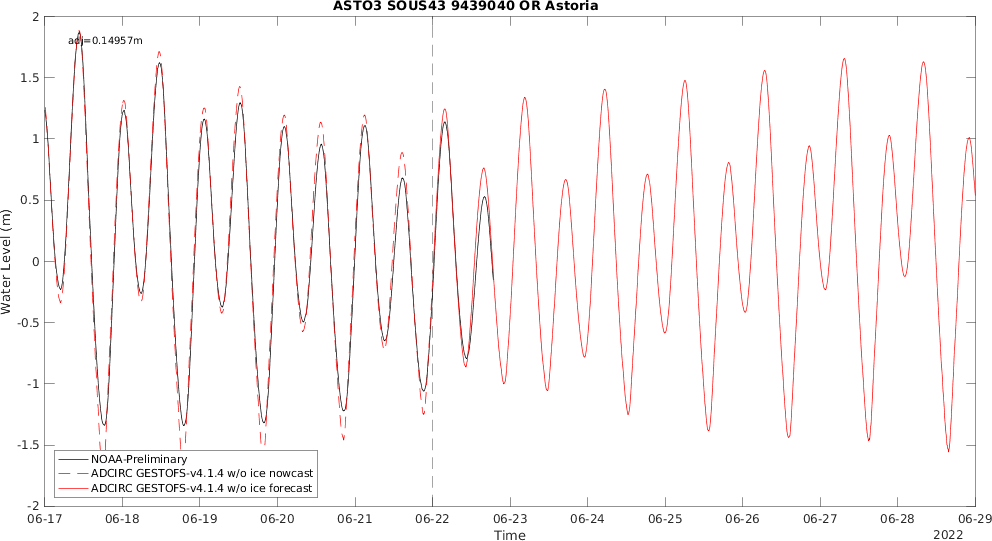 ASTO3 SOUS43 9439040 OR Astoria
adj=0.14957m
2
1.5
1
0.5
0
-0.5
-1
-1.5
-2
Water Level (m)
NOAA-Preliminary
ADCIRC GESTOFS-v4.1.4 w/o ice nowcast
ADCIRC GESTOFS-v4.1.4 w/o ice forecast
06-17 06-18 06-19 06-20 06-21 06-22 06-23 06-24 06-25 06-26 06-27 06-28 06-29
Time
2022